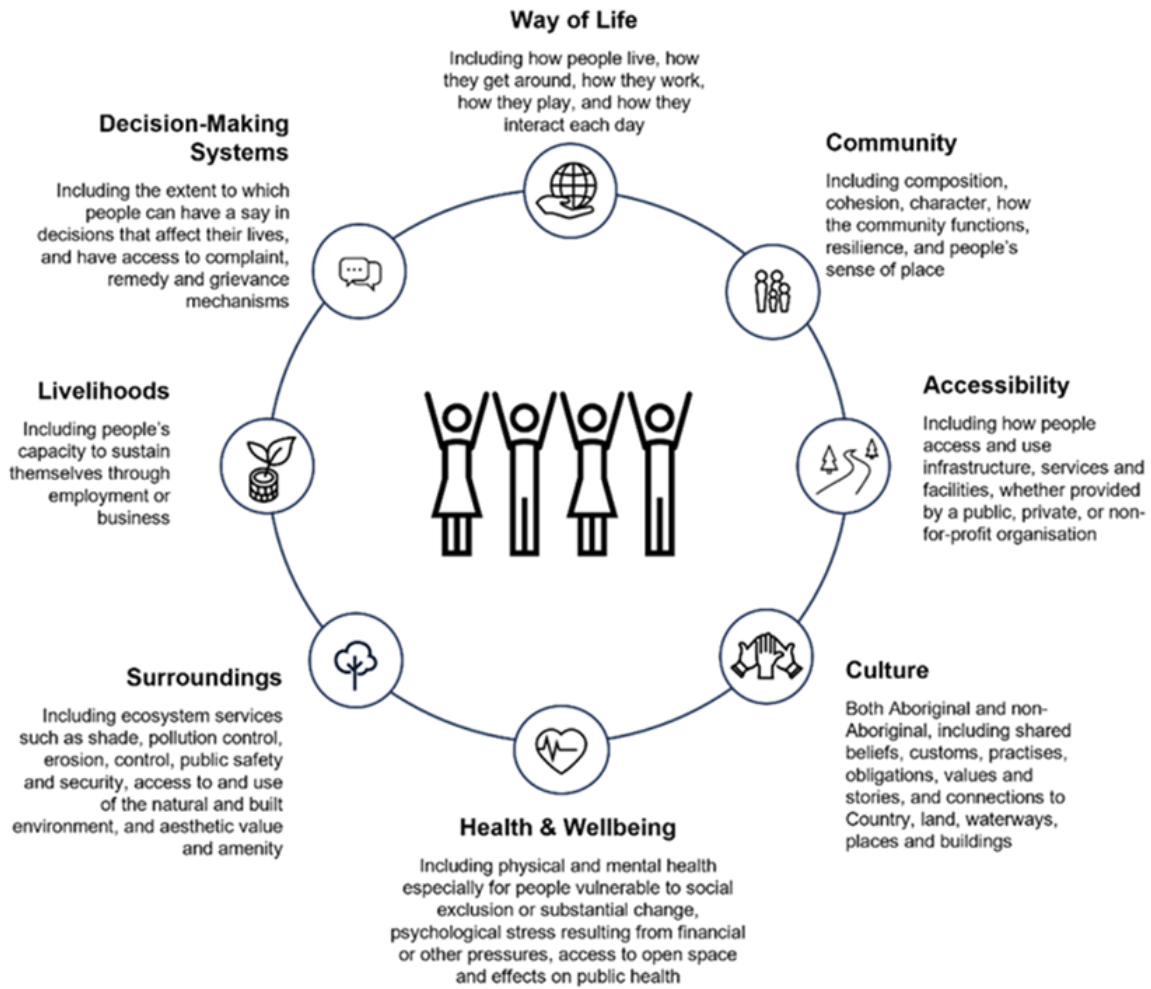 Way of Life
Including how people live, how
they get around, how they work,
how they play, and how they
interact each day
Community
Including composition,
cohesion, character, how
the community functions,
resilience, and people's
sense of place
Accessibility
Including how people
access and use
infrastructure, services and
facilities, whether provided
by a public, private, or non-
for-profit organisation
Culture
Both Aboriginal and non-
Aboriginal, including shared
beliefs, customs, practises,
obligations, values and
stories, and connections to
Country, land, waterways,
places and buildings
Health & Wellbeing
Including physical and mental health
especially for people vulnerable to social
exclusion or substantial change,
psychological stress resulting from financial
or other pressures, access to open space
and effects on public health
Surroundings
Including ecosystem services
such as shade, pollution control,
erosion, control, public safety
and security, access to and use
of the natural and built
environment, and aesthetic value
and amenity
Livelihoods
Including people's
capacity to sustain
themselves through
employment or
business
Decision-Making
Systems
Including the extent to which
people can have a say in
decisions that affect their lives,
and have access to complaint,
remedy and grievance
mechanisms